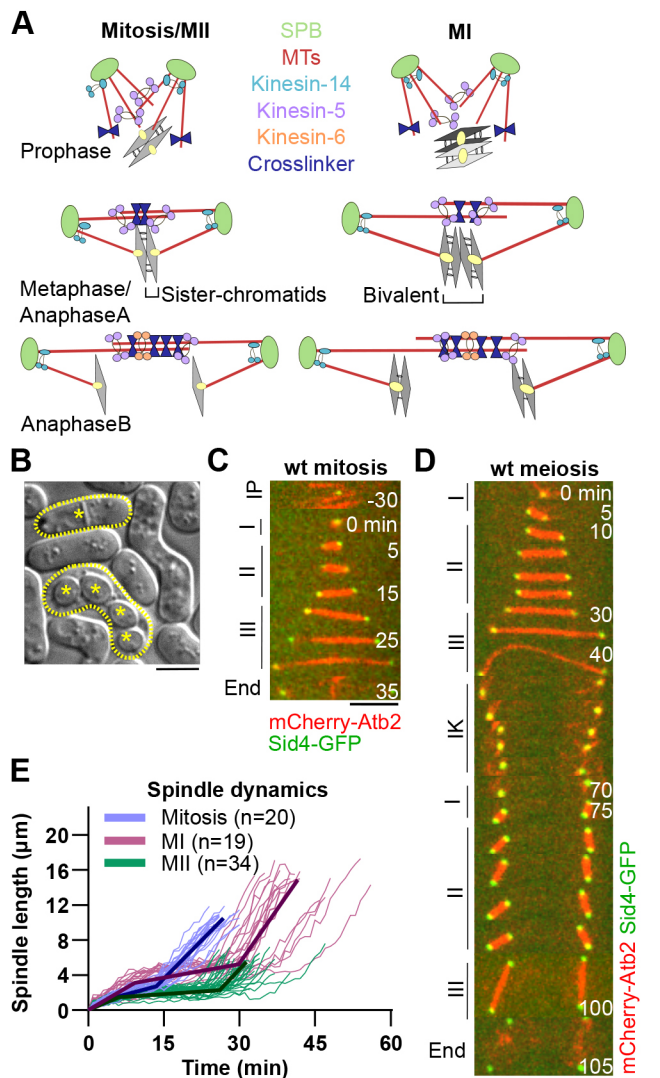 A
Mitosis/MII
SPB
MTs
Kinesin-14
Kinesin-5
Kinesin-6
Crosslinker
MI
Prophase
Metaphase/
AnaphaseA
Sister-chromatids
Bivalent
AnaphaseB
B
*
*
*
*
*
C
wt mitosis
IP
I
II
III
End
-30
0 min
5
15
25
35
mCherry-Atb2
Sid4-GFP
D
wt meiosis
I
II
III
IK
I
II
III
End
0 min
5
10
30
40
70
75
100
105
mCherry-Atb2 Sid4-GFP
E
Spindle dynamics
Mitosis (n=20)
MI (n=19)
MII (n=34)
Spindle length (μm)
20
16
12
8
4
0
0
15
30
45
60
Time (min)